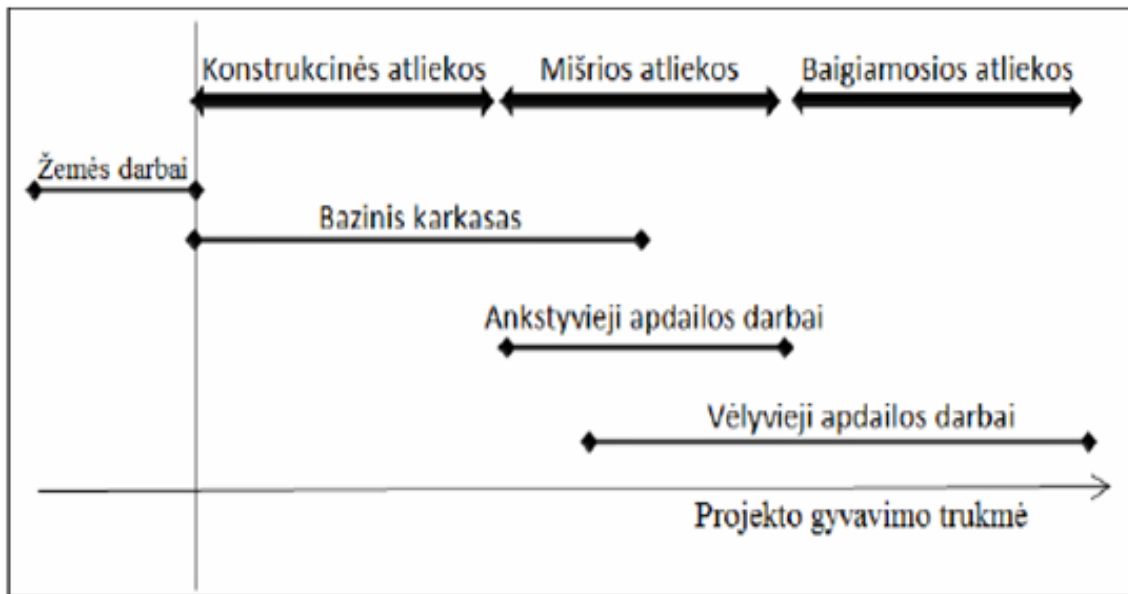 Konstrukcinės atliekos
Mišrios atliekos
Baigiamosios atliekos
Žemės darbai
Bazinis karkasas
Ankstyvieji apdailos darbai
Vėlyvieji apdailos darbai
Projekto gyvavimo trukmė